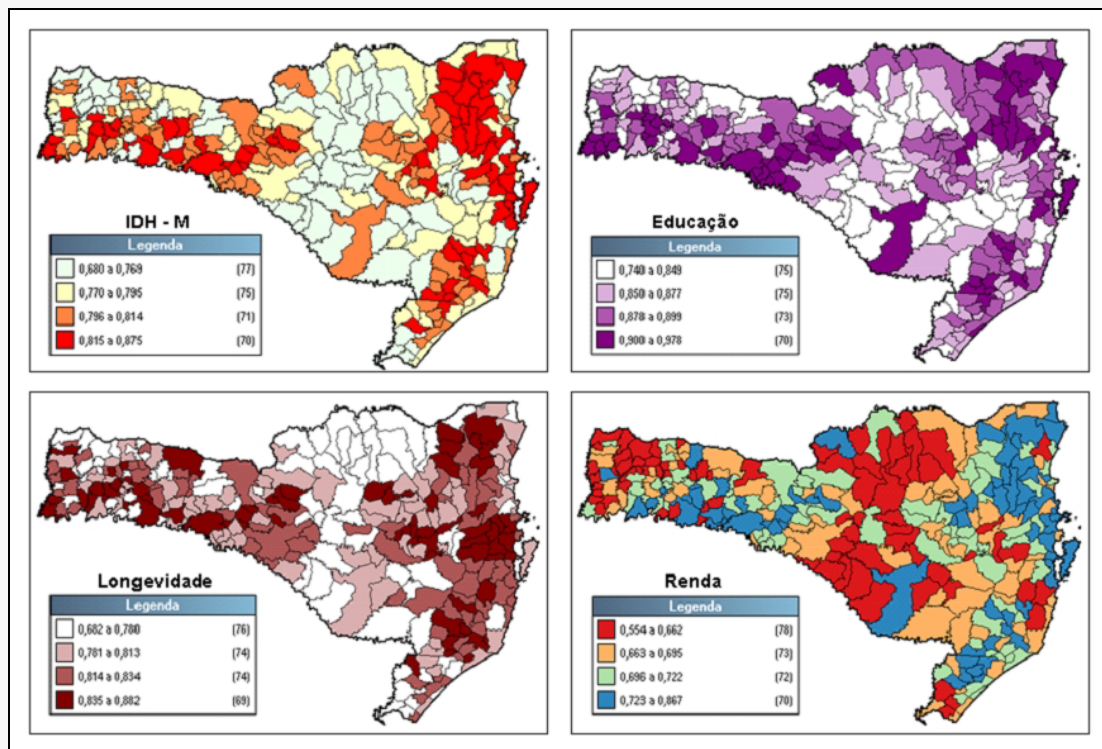 IDH - M
Legenda
0,680 a 0,769 (77)
0,770 a 0,795 (75)
0,796 a 0,814 (71)
0,815 a 0,875 (70)
Educação
Legenda
0,740 a 0,849 (75)
0,850 a 0,877 (75)
0,878 a 0,899 (73)
0,900 a 0,978 (70)
Longevidade
Legenda
0,682 a 0,780 (76)
0,781 a 0,813 (74)
0,814 a 0,834 (74)
0,835 a 0,882 (69)
Renda
Legenda
0,554 a 0,662 (78)
0,663 a 0,695 (73)
0,696 a 0,722 (72)
0,723 a 0,867 (70)